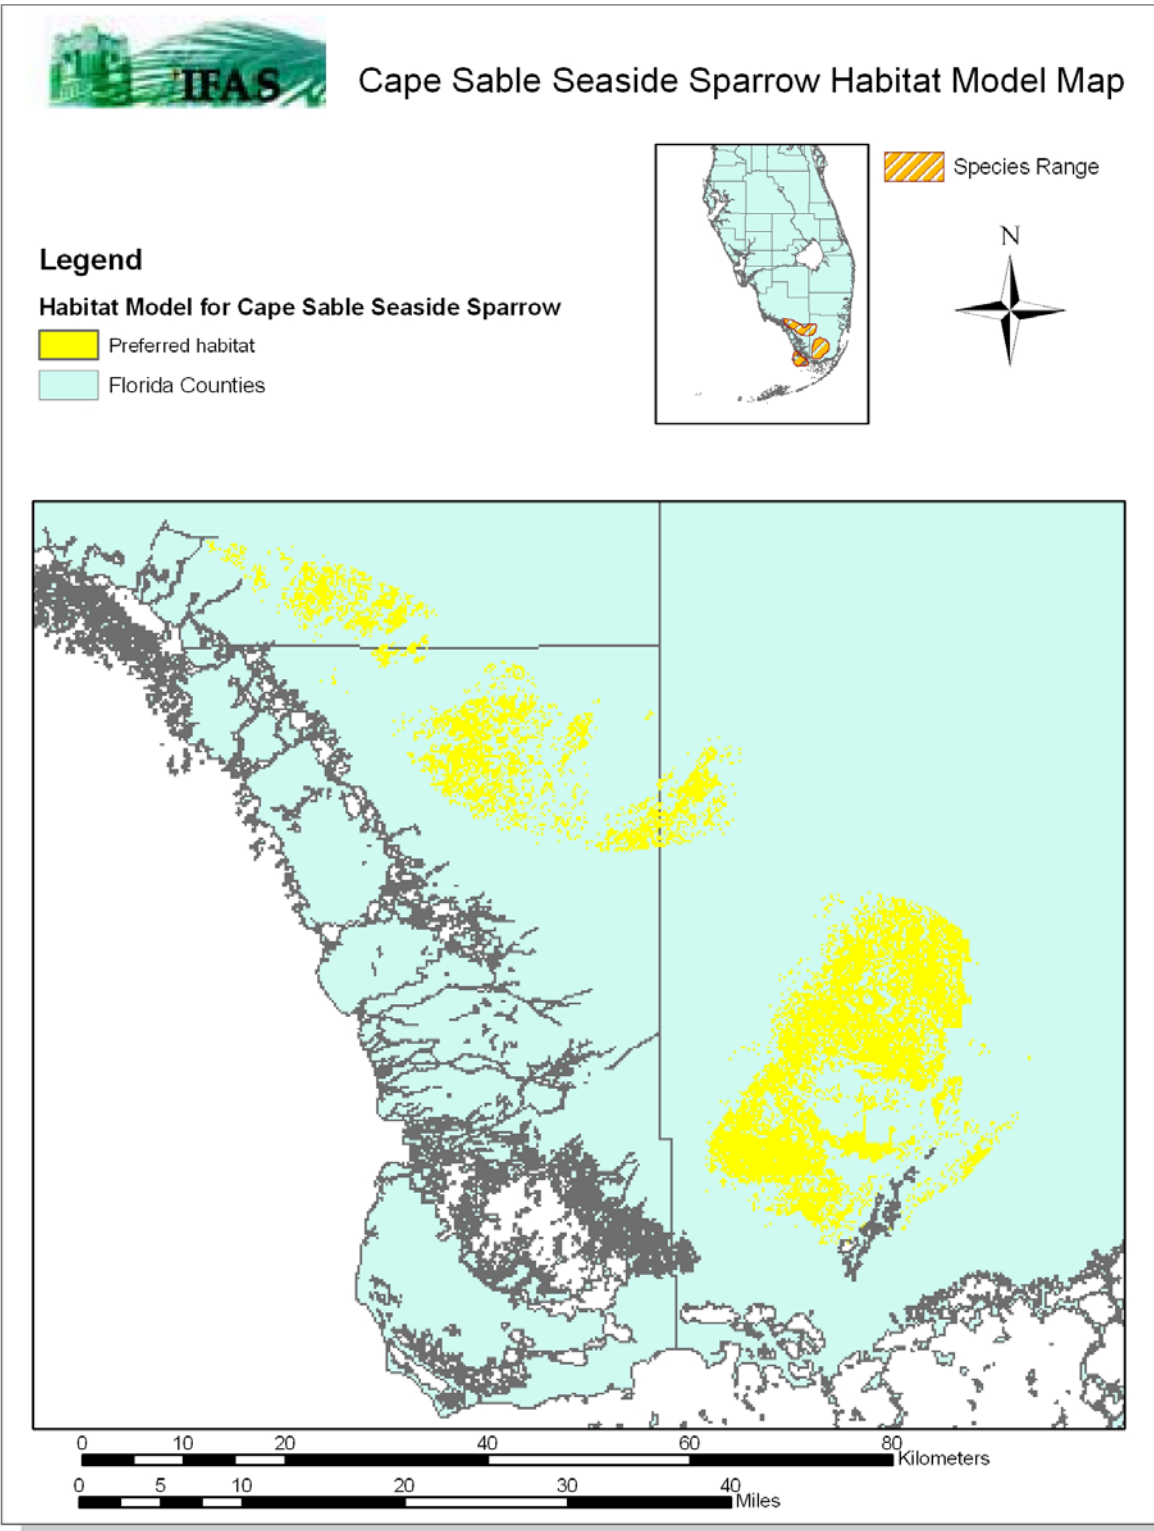 IFAS
Cape Sable Seaside Sparrow Habitat Model Map
Species Range
N
Legend
Habitat Model for Cape Sable Seaside Sparrow
Preferred habitat
Florida Counties
0 10 20 40 60 80
Kilometers
0 5 10 20 30 40
Miles